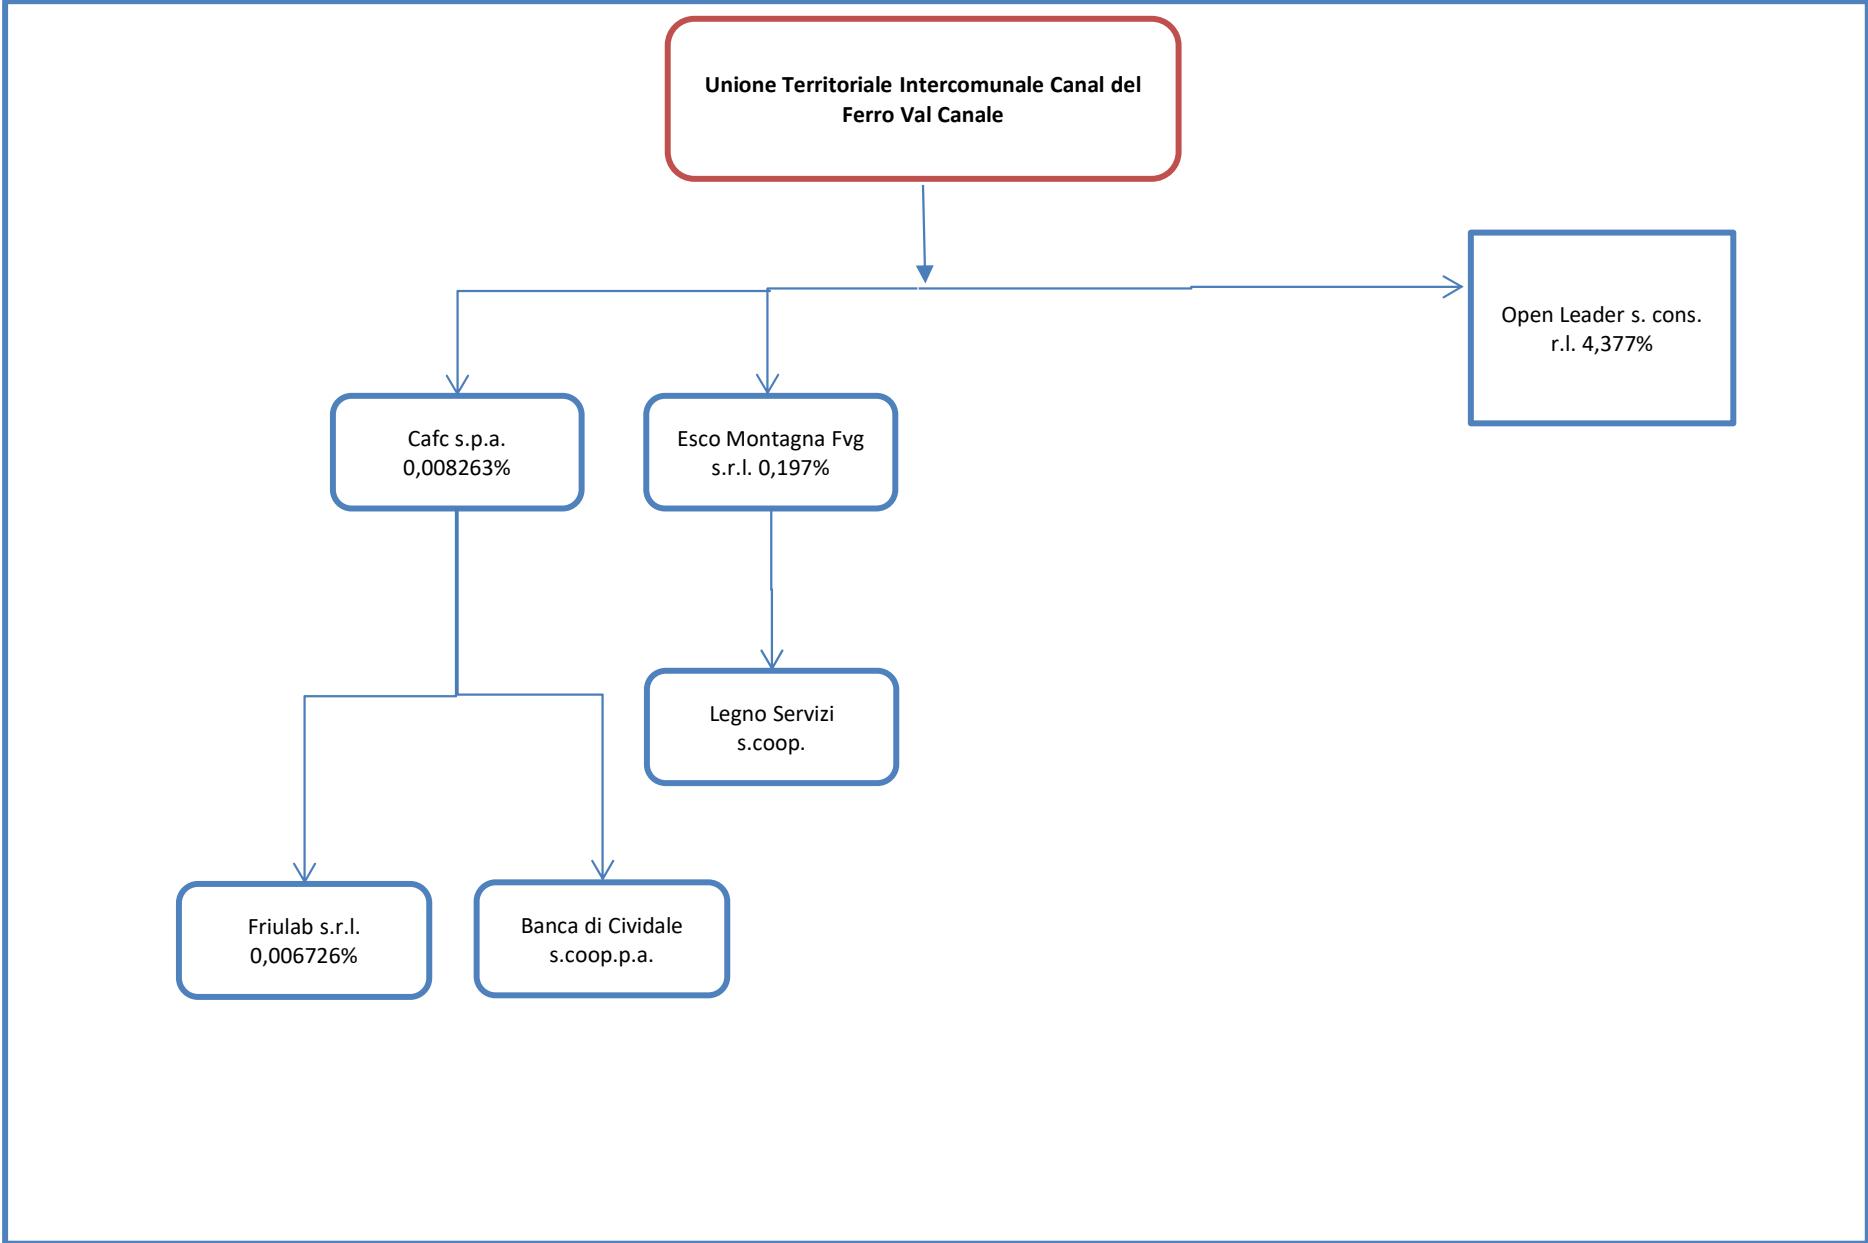 Unione Territoriale Intercomunale Canal del
Ferro Val Canale
Open Leader s. cons.
r.l. 4,377%
Cafc s.p.a.
0,008263%
Esco Montagna Fvg
s.r.l. 0,197%
Legno Servizi
s.coop.
Friulab s.r.l.
0,006726%
Banca di Cividale
s.coop.p.a.